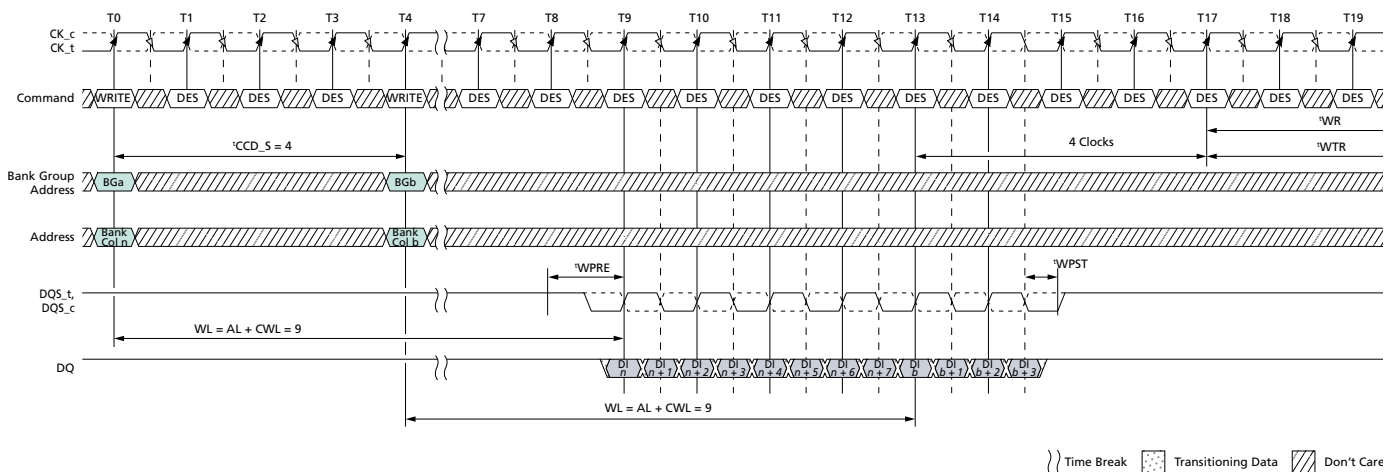 T0 T1 T2 T3 T4 T7 T8 T9 T10 T11 T12 T13 T14 T15 T16 T17 T18 T19
CK_c
CK_t
Command WRITE DES DES DES WRITE DES DES DES DES DES DES DES DES DES DES DES DES DES
tWR
tCCD_S = 4 4 Clocks tWTR
Bank Group
Address BGa BGb
Address Bank
Col n Bank
Col b
tWPRE tWPST
DQS_t,
DQS_c
WL = AL + CWL = 9
DQ DI
n DI
n + 1 DI
n + 2 DI
n + 3 DI
n + 4 DI
n + 5 DI
n + 6 DI
n + 7 DI
b DI
b + 1 DI
b + 2 DI
b + 3
WL = AL + CWL = 9
Time Break Transitioning Data Don't Care